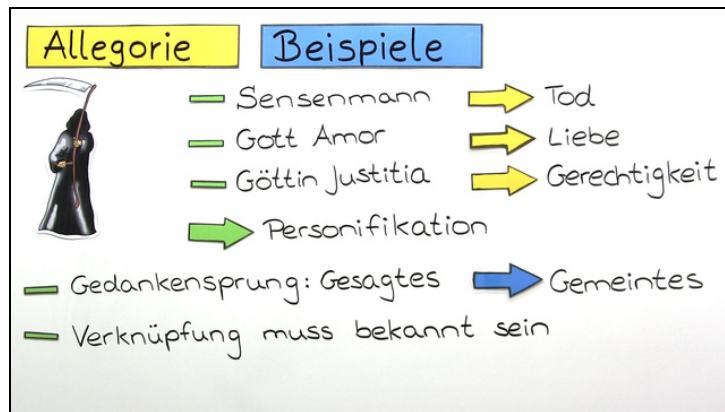 Allegorie Beispiele
– Sensenmann → Tod
– Gott Amor → Liebe
– Göttin Justitia → Gerechtigkeit
→ Personifikation
– Gedankensprung: Gesagtes → Gemeintes
– Verknüpfung muss bekannt sein